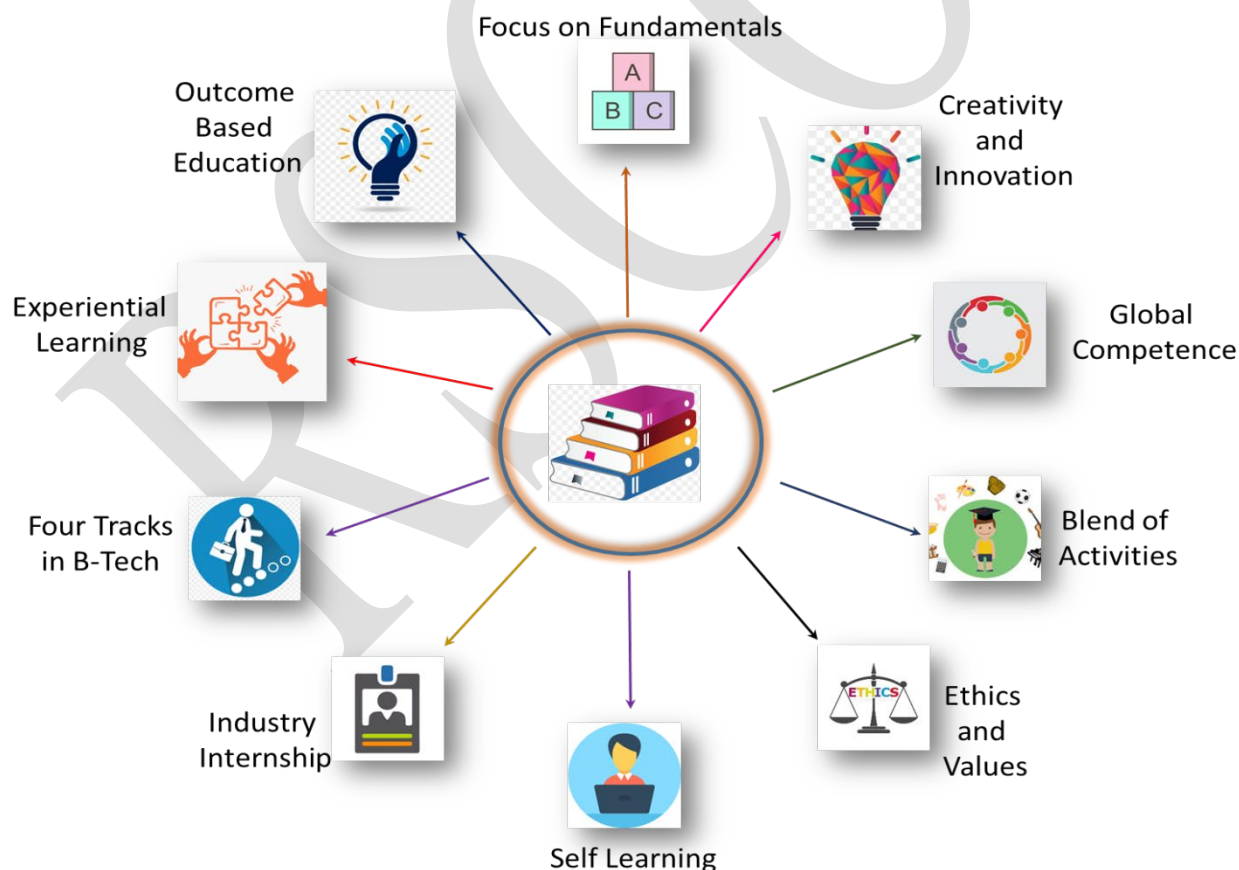 Focus on Fundamentals
A
B C
Outcome
Based
Education
Creativity
and
Innovation
Experiential
Learning
Global
Competence
Four Tracks
in B-Tech
Blend of
Activities
Industry
Internship
ETHICS
Ethics
and
Values
Self Learning